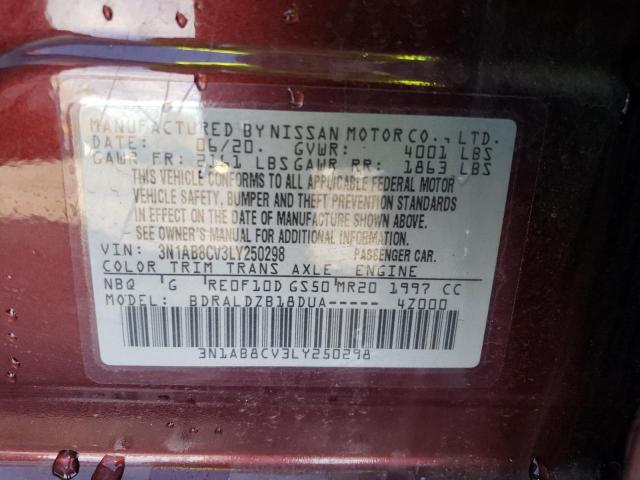 MANUFACTURED BY NISSAN MOTOR CO., LTD.
DATE: 06/20. GVWR: 4001 LBS
GAWR FR: 2161 LBS GAWR RR: 1863 LBS
THIS VEHICLE CONFORMS TO ALL APPLICABLE FEDERAL MOTOR
VEHICLE SAFETY, BUMPER AND THEFT PREVENTION STANDARDS
IN EFFECT ON THE DATE OF MANUFACTURE SHOWN ABOVE.
SEE OWNER'S MANUAL FOR ADDITIONAL INFORMATION.
VIN: 3N1AB8CV3LY250298 PASSENGER CAR.
COLOR TRIM TRANS AXLE ENGINE
NBQ G RE0F10D GS50 MR20 1997 CC
MODEL: BDRALDZB18DUA----- 4Z000
3N1AB8CV3LY250298